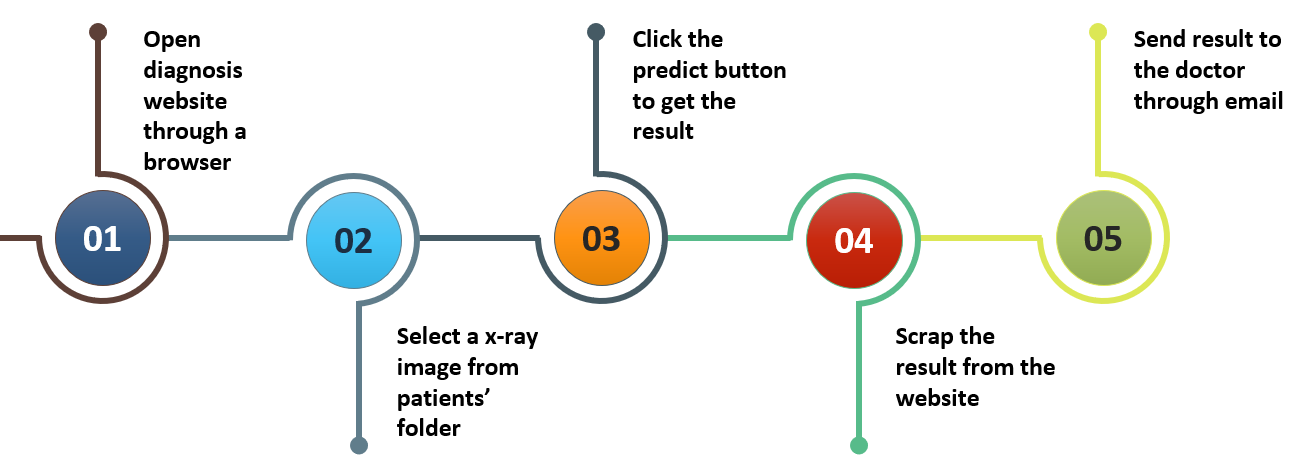 01
Open
diagnosis
website
through a
browser
02
Select a x-ray
image from
patients’
folder
03
Click the
predict button
to get the
result
04
Scrap the
result from the
website
05
Send result to
the doctor
through email